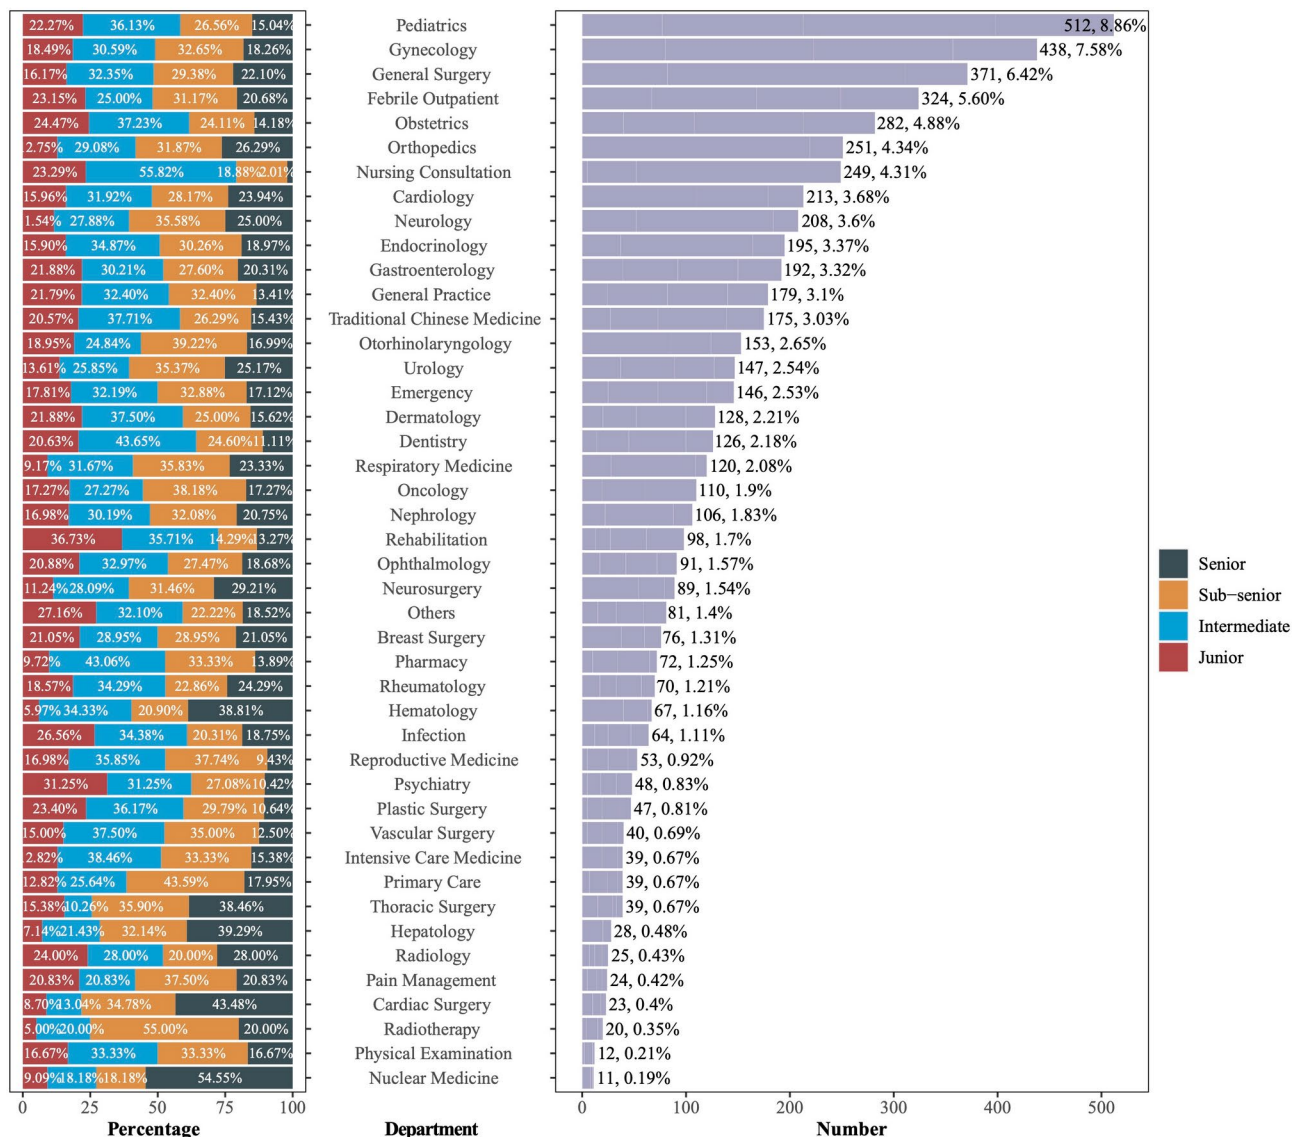 22.27% 36.13% 26.56% 15.04% Pediatrics 512, 8.86%
18.49% 30.59% 32.65% 18.26% Gynecology 438, 7.58%
16.17% 32.35% 29.38% 22.10% General Surgery 371, 6.42%
23.15% 25.00% 31.17% 20.68% Febrile Outpatient 324, 5.60%
24.47% 37.23% 24.11% 14.18% Obstetrics 282, 4.88%
2.75% 29.08% 31.87% 26.29% Orthopedics 251, 4.34%
23.29% 55.82% 18.88% 2.01% Nursing Consultation 249, 4.31%
15.96% 31.92% 28.17% 23.94% Cardiology 213, 3.68%
1.54% 27.88% 35.58% 25.00% Neurology 208, 3.6%
15.90% 34.87% 30.26% 18.97% Endocrinology 195, 3.37%
21.88% 30.21% 27.60% 20.31% Gastroenterology 192, 3.32%
21.79% 32.40% 32.40% 13.41% General Practice 179, 3.1%
20.57% 37.71% 26.29% 15.43% Traditional Chinese Medicine 175, 3.03%
18.95% 24.84% 39.22% 16.99% Otorhinolaryngology 153, 2.65%
13.61% 25.85% 35.37% 25.17% Urology 147, 2.54%
17.81% 32.19% 32.88% 17.12% Emergency 146, 2.53%
21.88% 37.50% 25.00% 15.62% Dermatology 128, 2.21%
20.63% 43.65% 24.60% 11.11% Dentistry 126, 2.18%
9.17% 31.67% 35.83% 23.33% Respiratory Medicine 120, 2.08%
17.27% 27.27% 38.18% 17.27% Oncology 110, 1.9%
16.98% 30.19% 32.08% 20.75% Nephrology 106, 1.83%
36.73% 35.71% 14.29% 13.27% Rehabilitation 98, 1.7%
20.88% 32.97% 27.47% 18.68% Ophthalmology 91, 1.57%
11.24% 28.09% 31.46% 29.21% Neurosurgery 89, 1.54%
27.16% 32.10% 22.22% 18.52% Others 81, 1.4%
21.05% 28.95% 28.95% 21.05% Breast Surgery 76, 1.31%
9.72% 43.06% 33.33% 13.89% Pharmacy 72, 1.25%
18.57% 34.29% 22.86% 24.29% Rheumatology 70, 1.21%
5.97% 34.33% 20.90% 38.81% Hematology 67, 1.16%
26.56% 34.38% 20.31% 18.75% Infection 64, 1.11%
16.98% 35.85% 37.74% 9.43% Reproductive Medicine 53, 0.92%
31.25% 31.25% 27.08% 10.42% Psychiatry 48, 0.83%
23.40% 36.17% 29.79% 10.64% Plastic Surgery 47, 0.81%
15.00% 37.50% 35.00% 12.50% Vascular Surgery 40, 0.69%
2.82% 38.46% 33.33% 15.38% Intensive Care Medicine 39, 0.67%
12.82% 25.64% 43.59% 17.95% Primary Care 39, 0.67%
15.38% 10.26% 35.90% 38.46% Thoracic Surgery 39, 0.67%
7.14% 21.43% 32.14% 39.29% Hepatology 28, 0.48%
24.00% 28.00% 20.00% 28.00% Radiology 25, 0.43%
20.83% 20.83% 37.50% 20.83% Pain Management 24, 0.42%
8.70% 13.04% 34.78% 43.48% Cardiac Surgery 23, 0.4%
5.00% 20.00% 55.00% 20.00% Radiotherapy 20, 0.35%
16.67% 33.33% 33.33% 16.67% Physical Examination 12, 0.21%
9.09% 18.18% 18.18% 54.55% Nuclear Medicine 11, 0.19%
0 25 50 75 100 0 100 200 300 400 500
Percentage Department Number
Senior
Sub−senior
Intermediate
Junior